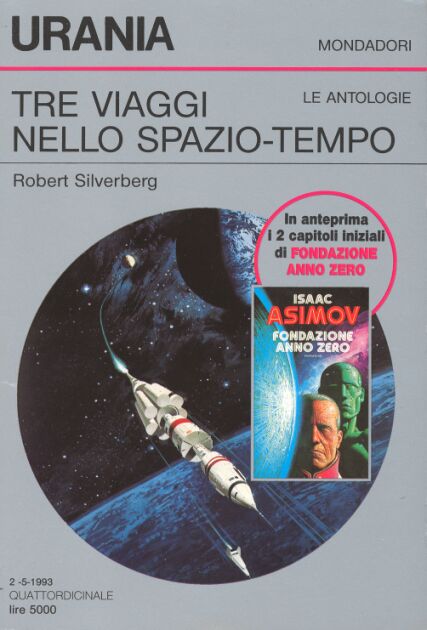 URANIA
MONDADORI
TRE VIAGGI
NELLO SPAZIO-TEMPO
LE ANTOLOGIE
Robert Silverberg
In anteprima
i 2 capitoli iniziali
di FONDAZIONE
ANNO ZERO
ISAAC
ASIMOV
FONDAZIONE
ANNO ZERO
2 -5-1993
QUATTORDICINALE
lire 5000